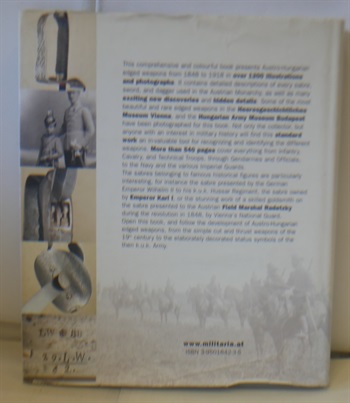 This comprehensive and colourful book presents Austro-Hungarian
edged weapons from 1848 to 1918 in over 1200 illustrations
and photographs. It contains detailed descriptions of every sabre,
sword, and dagger used in the Austrian Monarchy, as well as many
exciting new discoveries and hidden details. Some of the most
beautiful and rare edged weapons in the Heeresgeschichtliches
Museum Vienna, and the Hungarian Army Museum Budapest
have been photographed for this book. Not only the collector, but
anyone with an interest in military history will find this standard
work an invaluable tool for recognising and identifying the different
weapons. More than 540 pages cover everything from Infantry,
Cavalry, and Technical Troops, through Gendarmes and Officials,
to the Navy and the various Imperial Guards.
The sabres belonging to famous historical figures are particularly
interesting, for instance the sabre presented by the German
Emperor Wilhelm II to his k.u.k. Hussar Regiment, the sabre owned
by Emperor Karl I. or the stunning work of a skilled goldsmith on
the sabre presented to the Austrian Field Marshal Radetzky
during the revolution in 1848, by Vienna's National Guard.
Open this book, and follow the development of Austro-Hungarian
edged weapons, from the simple cut and thrust weapons of the
19th century to the elaborately decorated status symbols of the
then k.u.k. Army.
www.militaria.at
ISBN